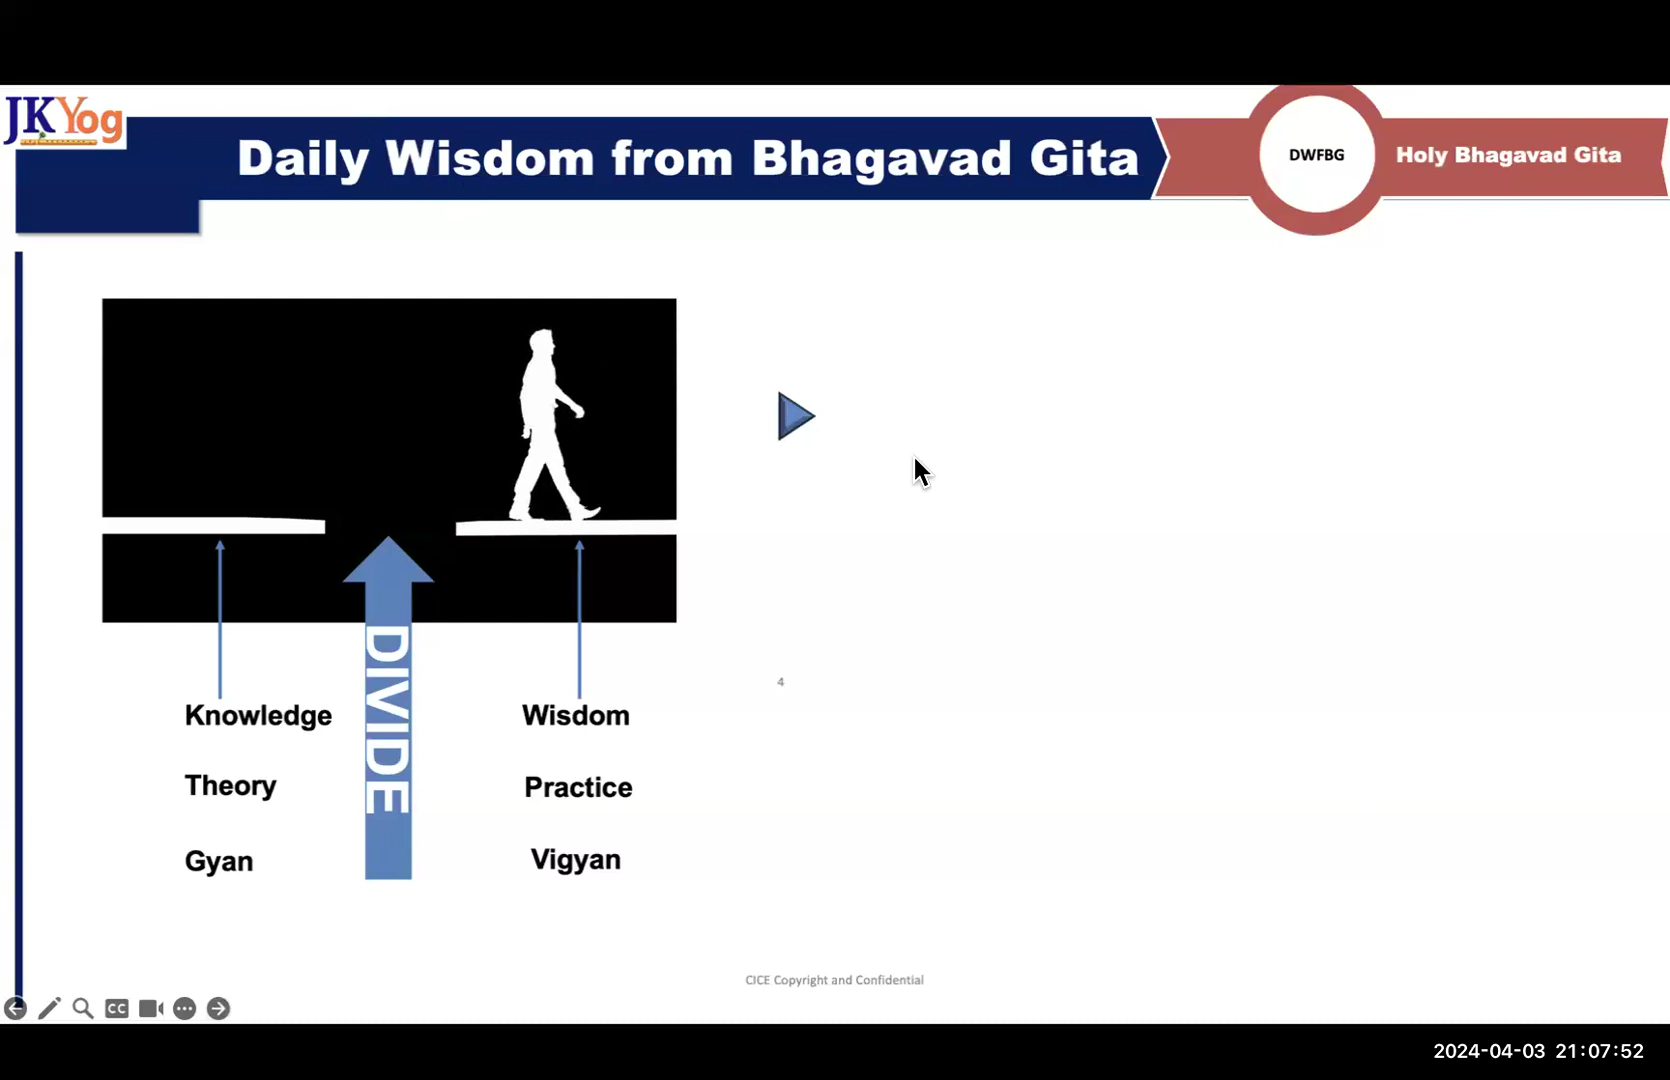 JKYog
Daily Wisdom from Bhagavad Gita
DWFBG
Holy Bhagavad Gita
DIVIDE
Knowledge
Wisdom
Theory
Practice
Gyan
Vigyan
4
CICE Copyright and Confidential
CC
2024-04-03 21:07:52